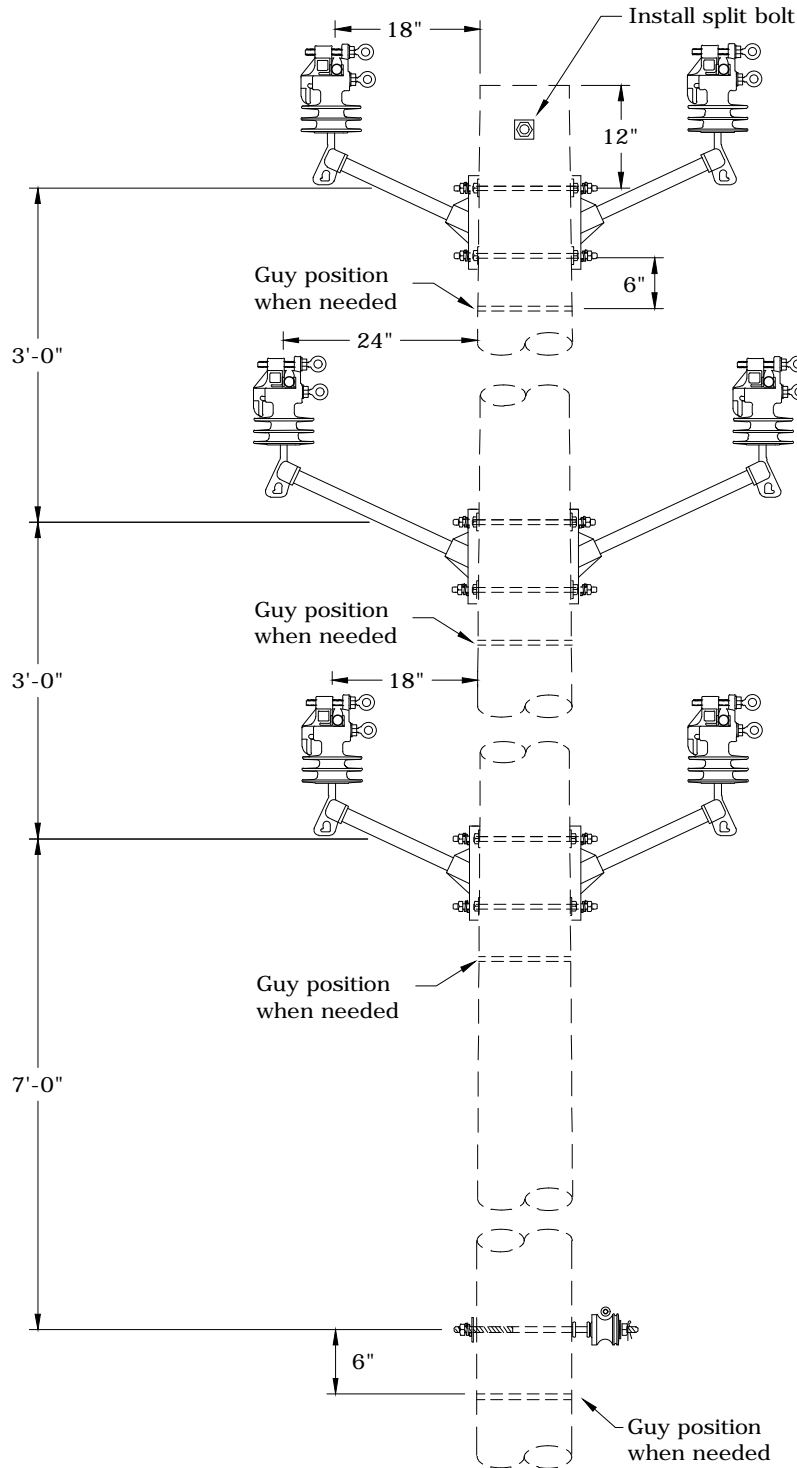 Install split bolt
18"
12"
Guy position
when needed
6"
3'-0"
24"
Guy position
when needed
3'-0"
18"
Guy position
when needed
7'-0"
6"
Guy position
when needed